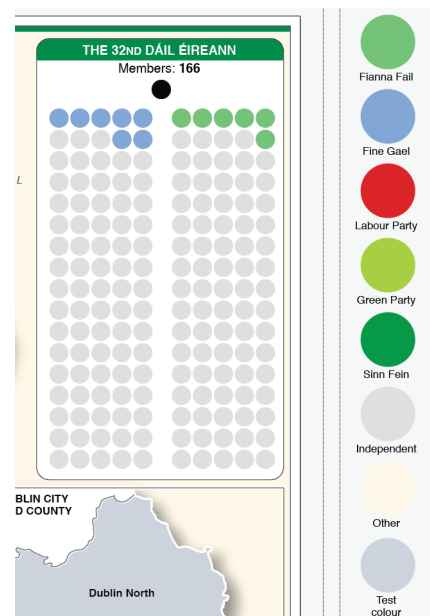 THE 32ND DÁIL ÉIREANN
Members: 166
L
BLIN CITY
D COUNTY
Dublin North
Fianna Fail
Fine Gael
Labour Party
Green Party
Sinn Fein
Independent
Other
Test
colour